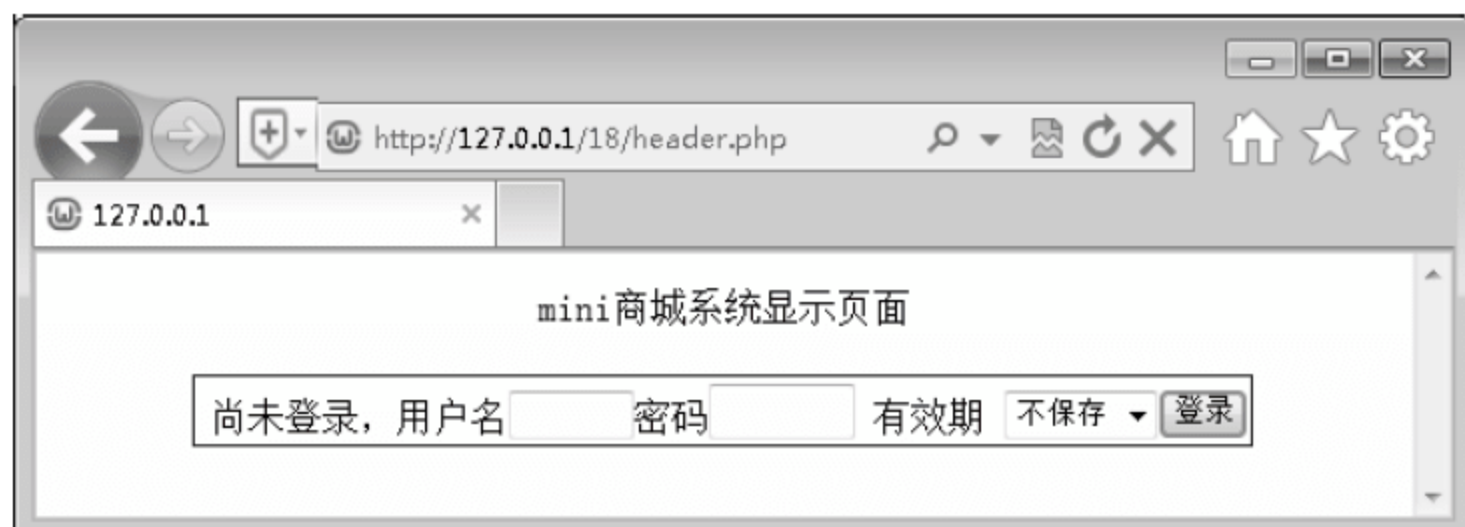 http://127.0.0.1/18/header.php
127.0.0.1
mini商城系统显示页面
尚未登录，用户名 密码 有效期 不保存 登录